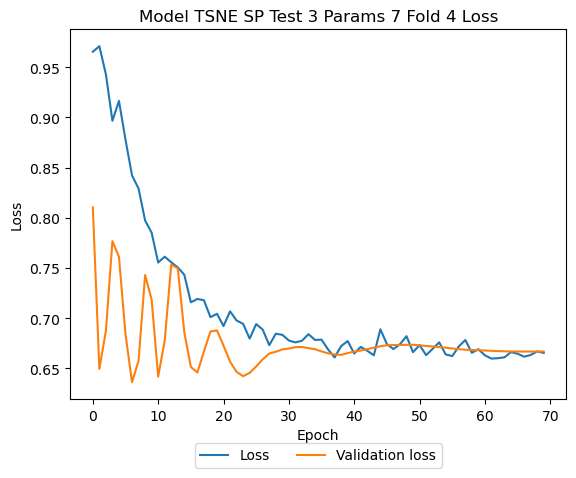 Model TSNE SP Test 3 Params 7 Fold 4 Loss
0.95
0.90
0.85
0.80
0.75
0.70
0.65
Loss
0 10 20 30 40 50 60 70
Epoch
Loss Validation loss